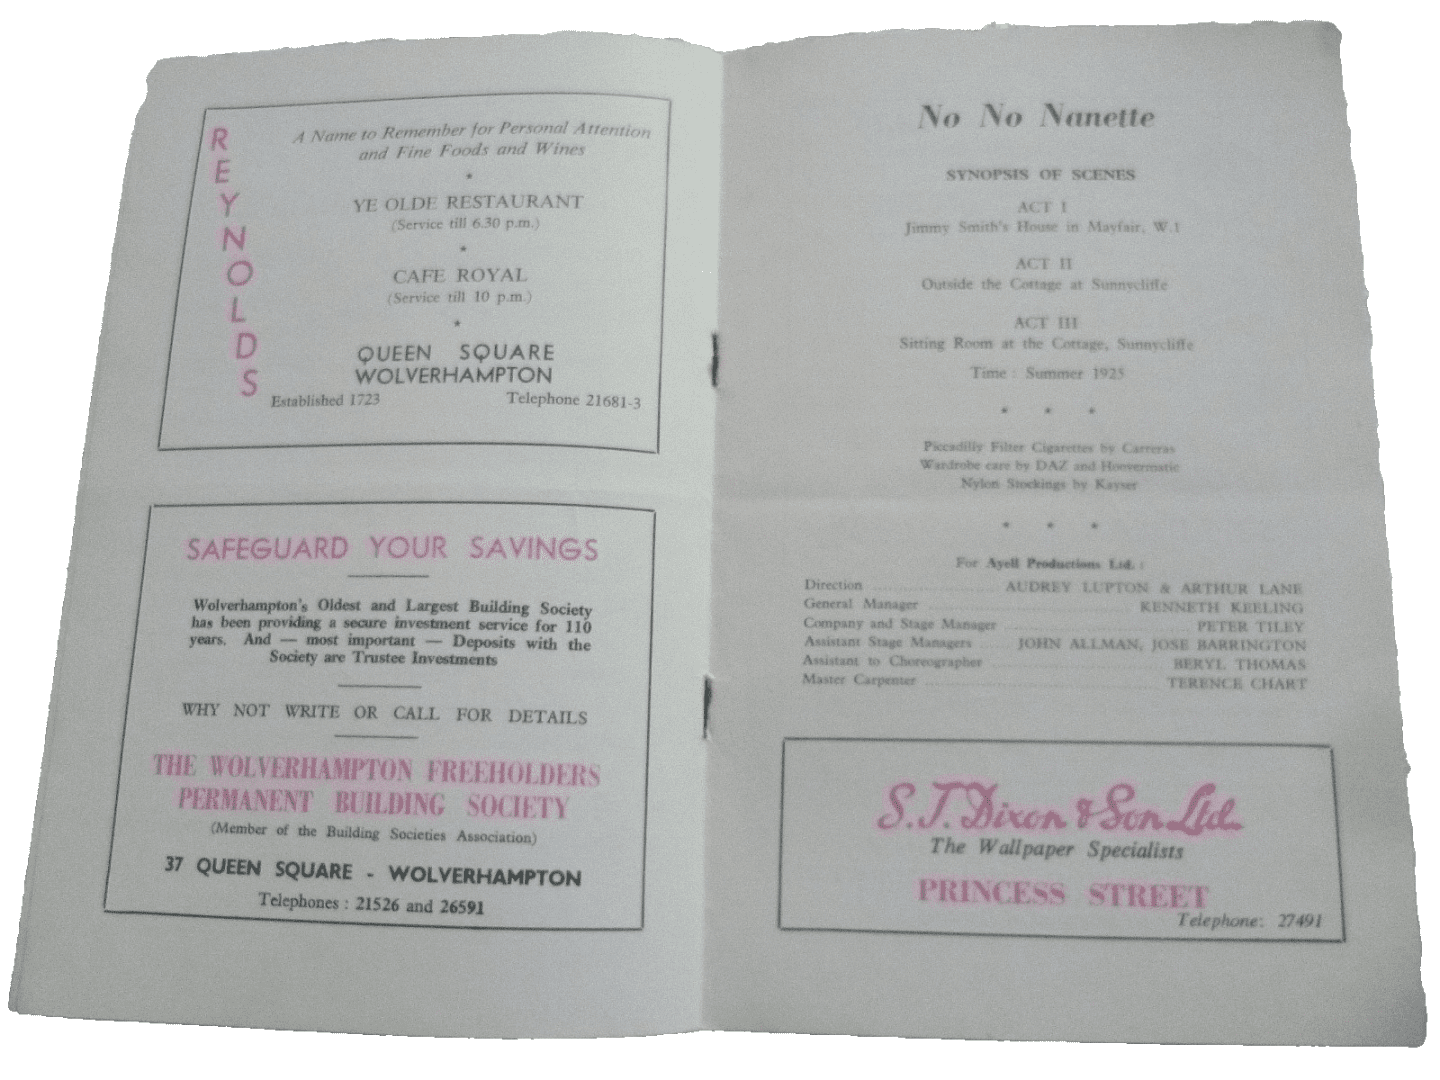 REYNOLDS
A Name to Remember for Personal Attention
and Fine Foods and Wines
*
YE OLDE RESTAURANT
(Service till 6.30 p.m.)
*
CAFE ROYAL
(Service till 10 p.m.)
*
QUEEN SQUARE
WOLVERHAMPTON
Established 1723 Telephone 21681-3
SAFEGUARD YOUR SAVINGS
Wolverhampton's Oldest and Largest Building Society
has been providing a secure investment service for 110
years. And — most important — Deposits with the
Society are Trustee Investments
WHY NOT WRITE OR CALL FOR DETAILS
THE WOLVERHAMPTON FREEHOLDERS
PERMANENT BUILDING SOCIETY
(Member of the Building Societies Association)
37 QUEEN SQUARE - WOLVERHAMPTON
Telephones : 21526 and 26591
No No Nanette
SYNOPSIS OF SCENES
ACT I
Jimmy Smith's House in Mayfair, W.1
ACT II
Outside the Cottage at Sunnycliffe
ACT III
Sitting Room at the Cottage, Sunnycliffe
Time : Summer 1925
* * *
Piccadilly Filter Cigarettes by Carreras
Wardrobe care by DAZ and Hoovermatic
Nylon Stockings by Kayser
* * *
For Ayell Productions Ltd. :
Direction ........ AUDREY LUPTON & ARTHUR LANE
General Manager ........ KENNETH KEELING
Company and Stage Manager ........ PETER TILEY
Assistant Stage Managers ........ JOHN ALLMAN, JOSE BARRINGTON
Assistant to Choreographer ........ BERYL THOMAS
Master Carpenter ........ TERENCE CHART
S.J. Dixon & Son Ltd.
The Wallpaper Specialists
PRINCESS STREET
Telephone: 27491